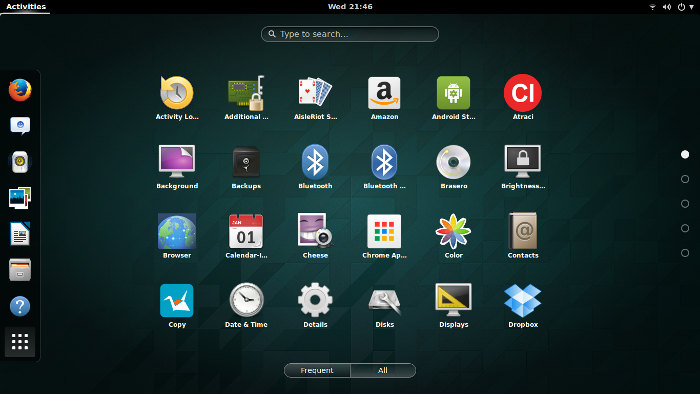 Activities
Wed 21:46
Type to search...
Activity Lo...
Additional ...
AisleRiot S...
Amazon
Android St...
Atraci
Background
Backups
Bluetooth
Bluetooth ...
Brasero
Brightness...
Browser
Calendar-i...
Cheese
Chrome Ap...
Color
Contacts
Copy
Date & Time
Details
Disks
Displays
Dropbox
Frequent
All
a
CI
JAN
01
@
?